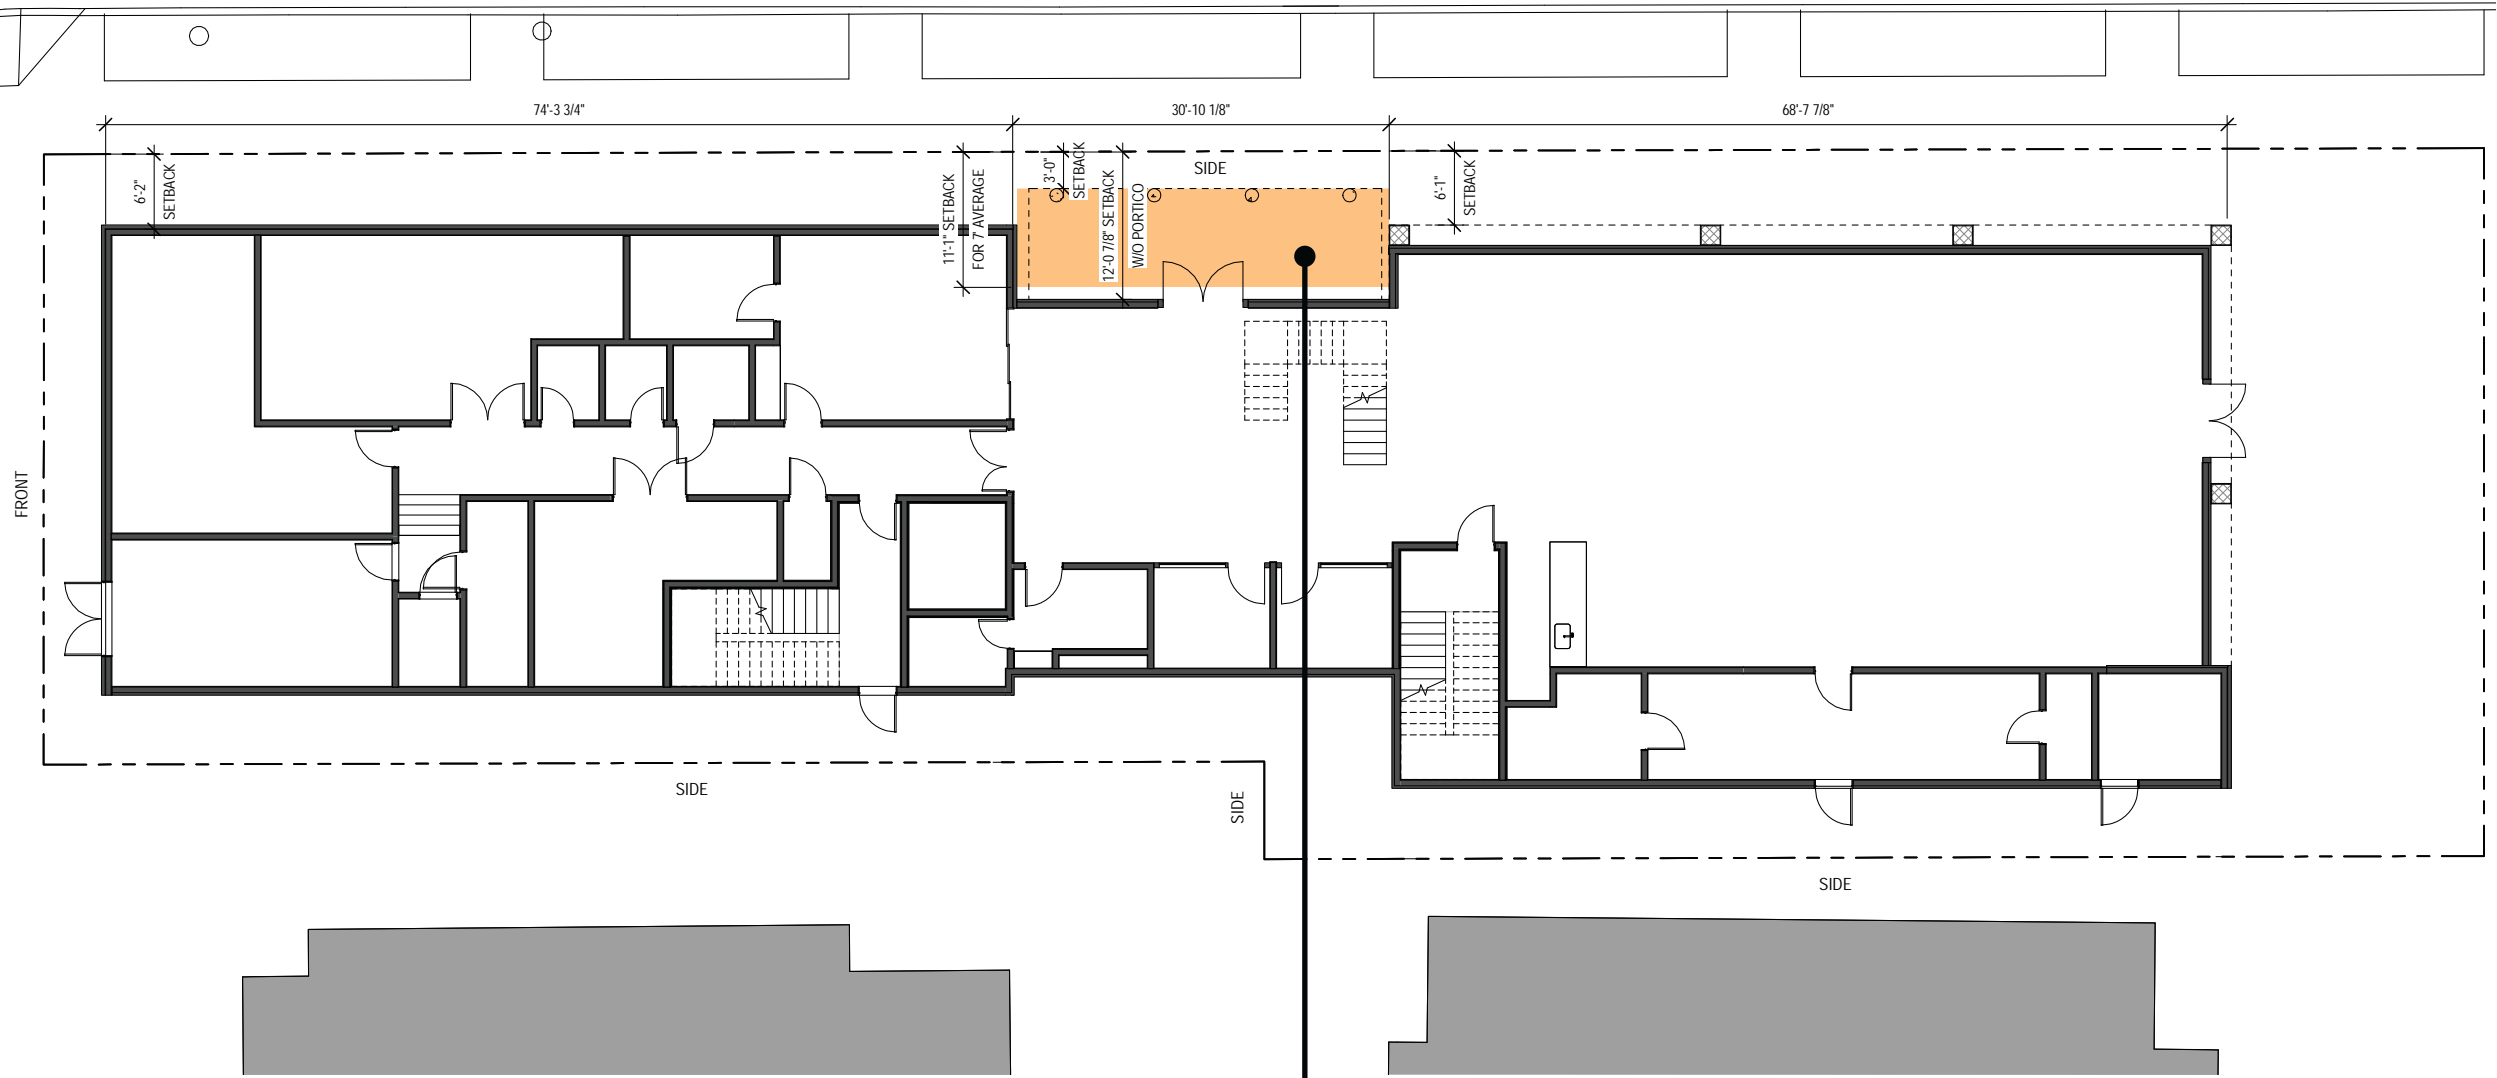 74'-3 3/4"
30'-10 1/8"
68'-7 7/8"
6'-2"
SETBACK
11'-1" SETBACK
FOR 7' AVERAGE
3'-0"
SETBACK
12'-0 7/8" SETBACK
W/O PORTICO
SIDE
6'-1"
SETBACK
FRONT
SIDE
SIDE
SIDE